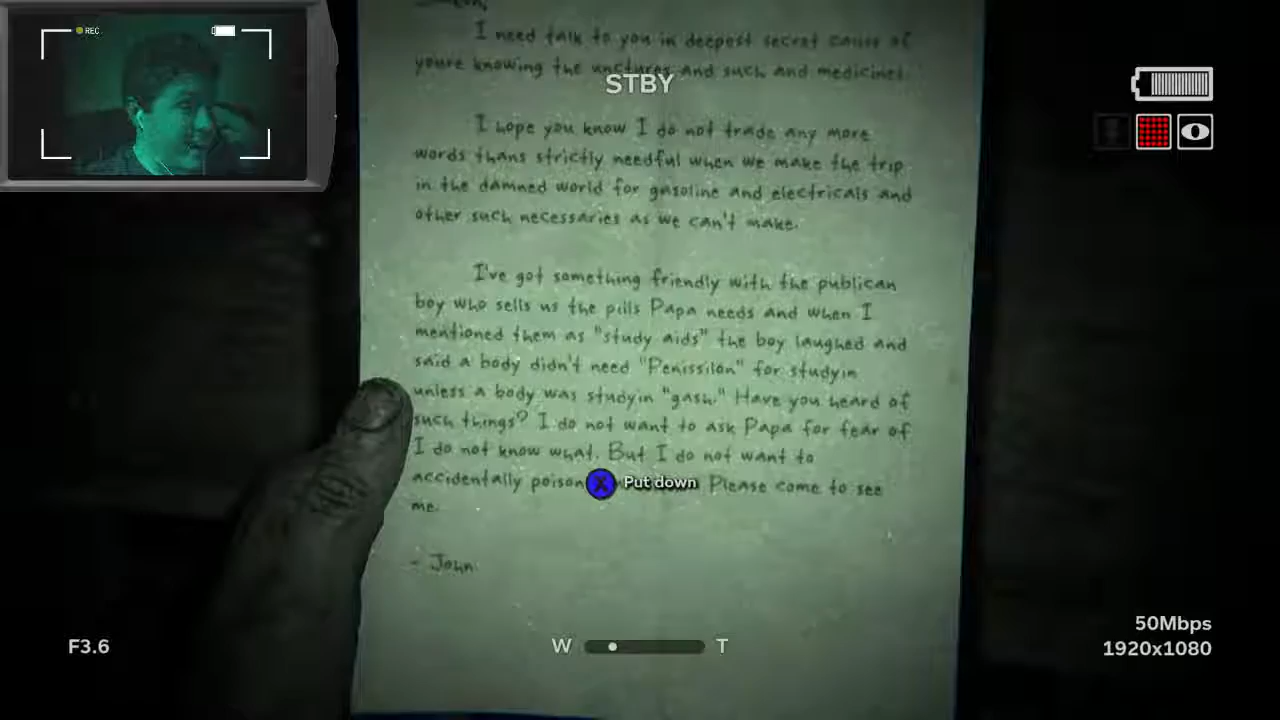 REC
I need talk to you in deepest secret cause of
youre knowing the unctures and such and medicines.
STBY
I hope you know I do not trade any more
words thans strictly needful when we make the trip
in the damned world for gasoline and electricals and
other such necessaries as we can't make.
I've got something friendly with the publican
boy who sells us the pills Papa needs and when I
mentioned them as "study aids" the boy laughed and
said a body didn't need "Penissilon" for studyin
unless a body was studyin "gash." Have you heard of
such things? I do not want to ask Papa for fear of
I do not know what. But I do not want to
accidentally poison Please come to see
X Put down
me.
- John
F3.6
W T
50Mbps
1920x1080